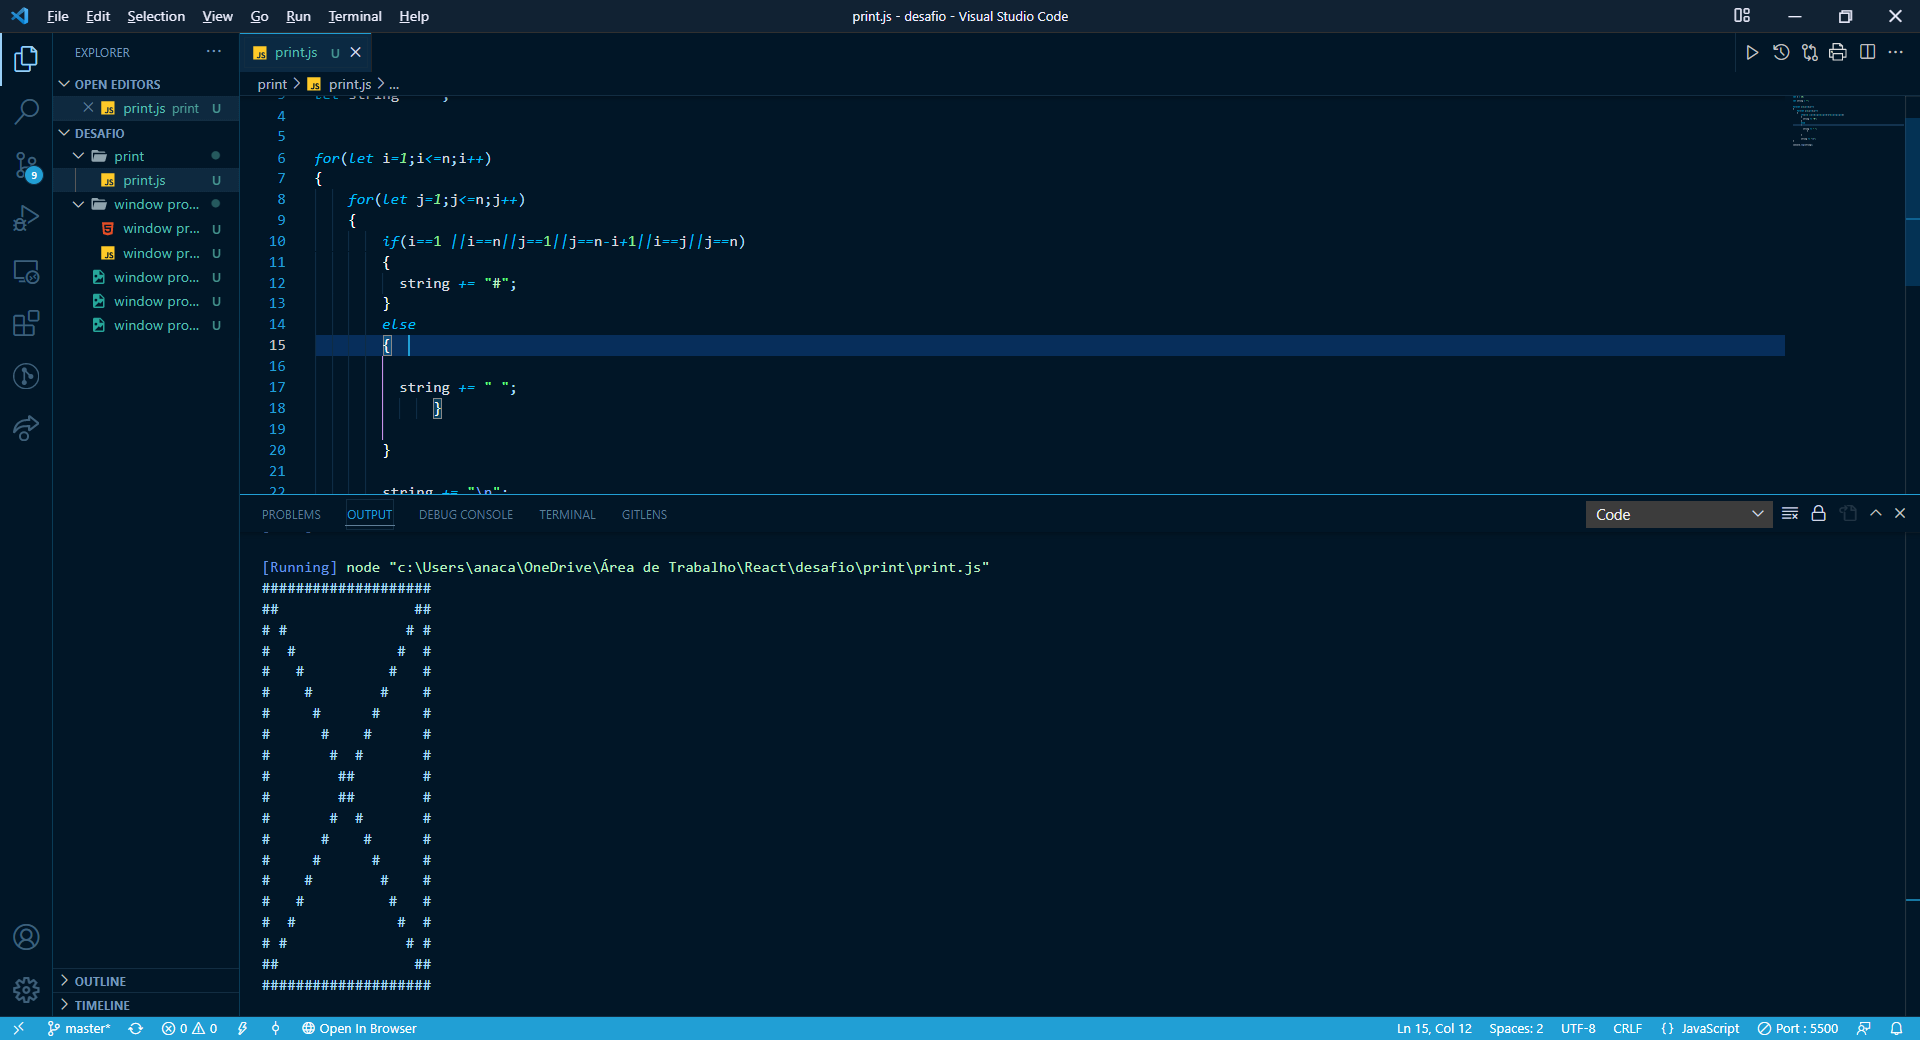 File Edit Selection View Go Run Terminal Help print.js - desafio - Visual Studio Code
EXPLORER
OPEN EDITORS
print.js print U
DESAFIO
print
print.js U
window pro...
window pr... U
window pr... U
window pro... U
window pro... U
window pro... U
OUTLINE
TIMELINE
9
print.js U
print > print.js > ...
4
5
6 for(let i=1;i<=n;i++)
7 {
8 for(let j=1;j<=n;j++)
9 {
10 if(i==1 ||i==n||j==1||j==n-i+1||i==j||j==n)
11 {
12 string += "#";
13 }
14 else
15 {
16
17 string += " ";
18 }
19
20 }
21
22 string += "\n";
PROBLEMS OUTPUT DEBUG CONSOLE TERMINAL GITLENS Code
[Running] node "c:\Users\anaca\OneDrive\Área de Trabalho\React\desafio\print\print.js"
####################
##                ##
# #              # #
#  #            #  #
#   #          #   #
#    #        #    #
#     #      #     #
#      #    #      #
#       #  #       #
#        ##        #
#        ##        #
#       #  #       #
#      #    #      #
#     #      #     #
#    #        #    #
#   #          #   #
#  #            #  #
# #              # #
##                ##
####################
master* 0 0 Open In Browser Ln 15, Col 12 Spaces: 2 UTF-8 CRLF {} JavaScript Port : 5500